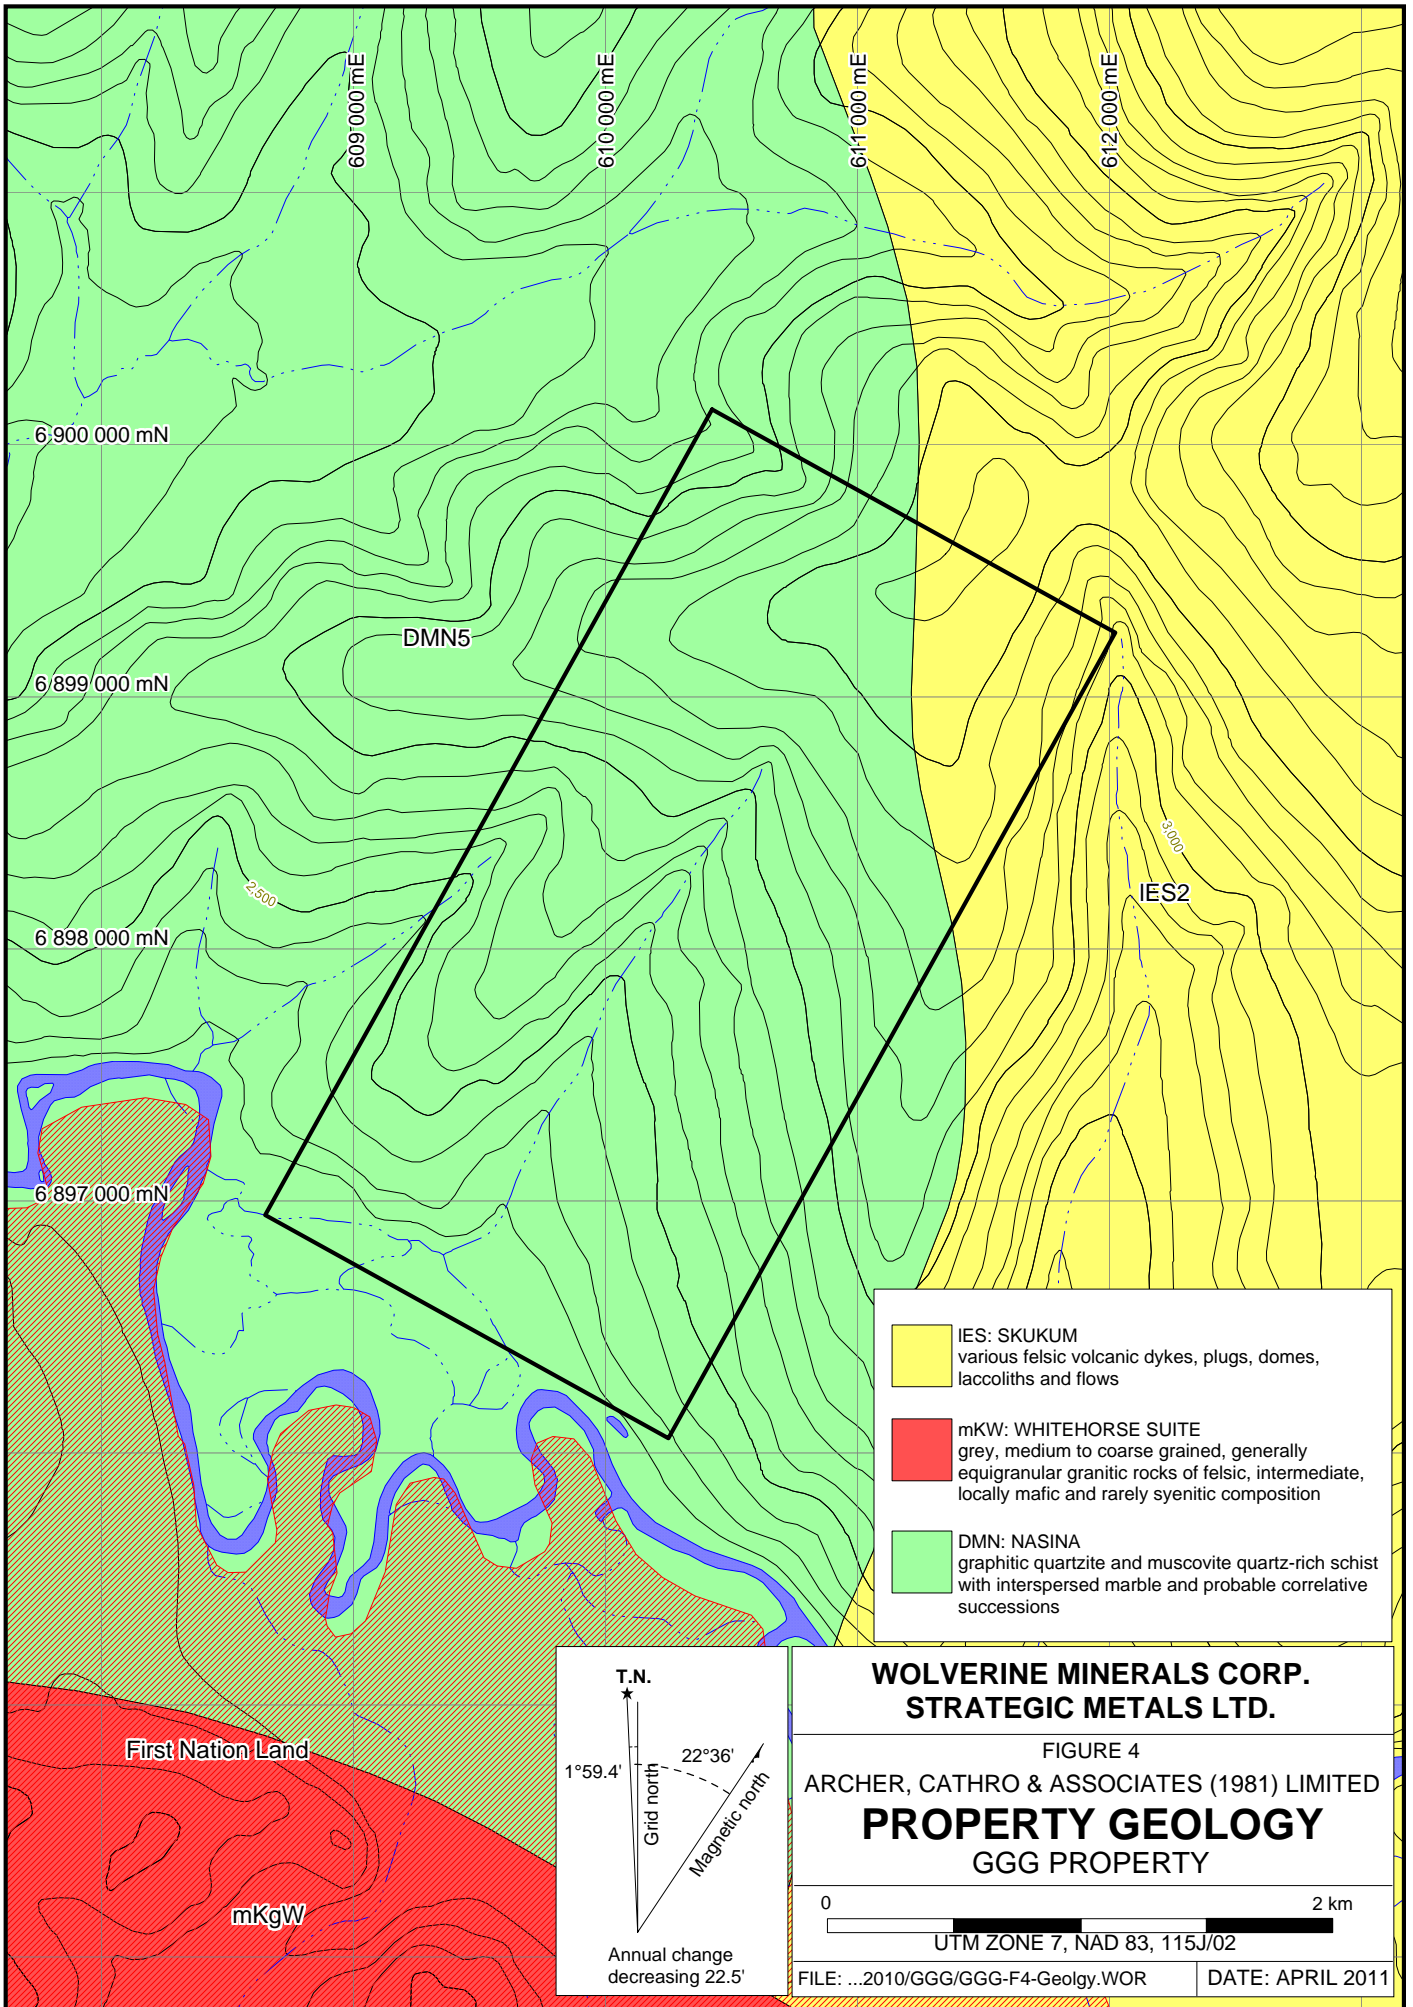 609 000 mE
610 000 mE
611 000 mE
612 000 mE
6 900 000 mN
DMN5
6 899 000 mN
3,000
2,500
IES2
6 898 000 mN
6 897 000 mN
IES: SKUKUM
various felsic volcanic dykes, plugs, domes,
laccoliths and flows
mKW: WHITEHORSE SUITE
grey, medium to coarse grained, generally
equigranular granitic rocks of felsic, intermediate,
locally mafic and rarely syenitic composition
DMN: NASINA
graphitic quartzite and muscovite quartz-rich schist
with interspersed marble and probable correlative
successions
First Nation Land
mKgW
T.N.
1°59.4'
22°36'
Grid north
Magnetic north
Annual change
decreasing 22.5'
WOLVERINE MINERALS CORP.
STRATEGIC METALS LTD.
FIGURE 4
ARCHER, CATHRO & ASSOCIATES (1981) LIMITED
PROPERTY GEOLOGY
GGG PROPERTY
0 2 km
UTM ZONE 7, NAD 83, 115J/02
FILE: ...2010/GGG/GGG-F4-Geolgy.WOR
DATE: APRIL 2011